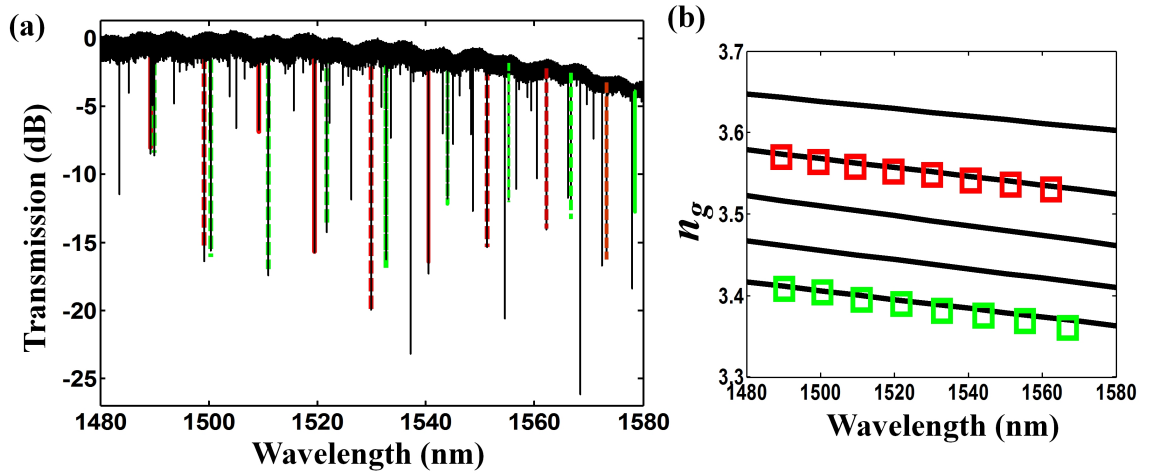 (a)
Transmission (dB)
0
-5
-10
-15
-20
-25
1480 1500 1520 1540 1560 1580
Wavelength (nm)
(b)
n_g
3.7
3.6
3.5
3.4
3.3
1480 1500 1520 1540 1560 1580
Wavelength (nm)